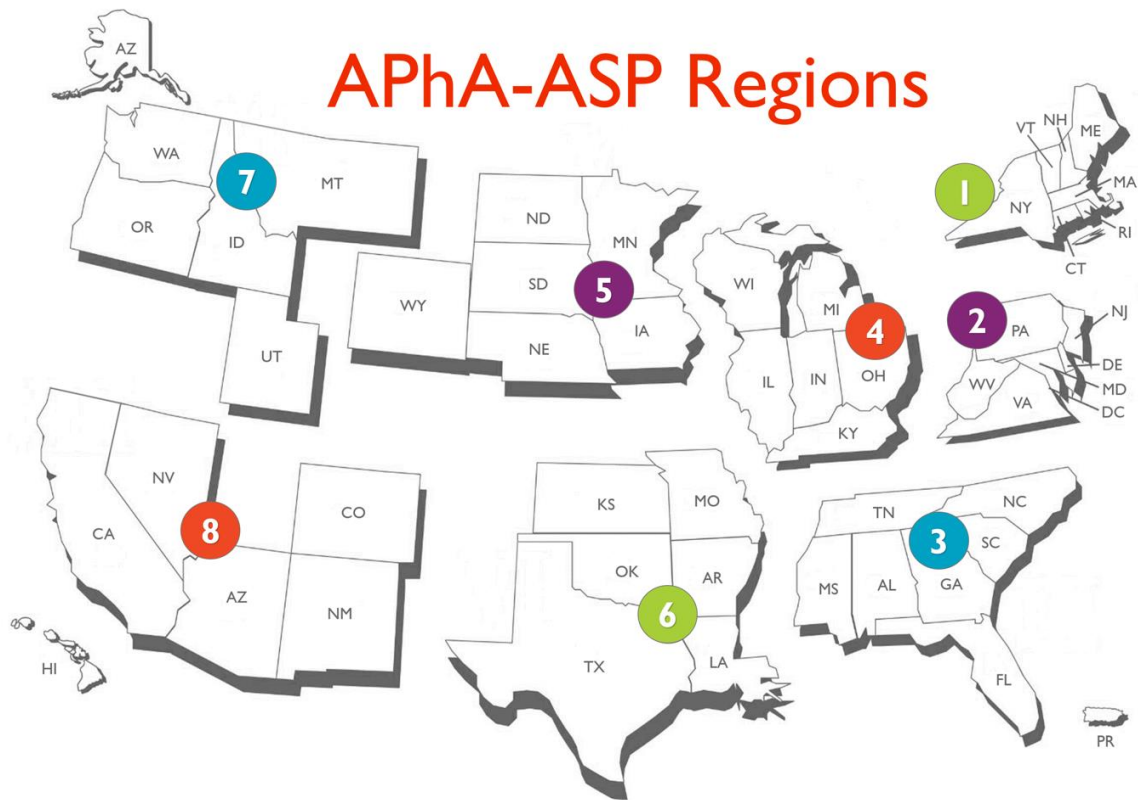 APhA-ASP Regions
AZ
WA
MT
OR
ID
7
UT
WY
ND
SD
NE
MN
IA
5
WI
MI
IL
IN
OH
KY
4
VT
NH
ME
MA
NY
RI
CT
1
2
PA
NJ
DE
MD
DC
WV
VA
NV
CA
8
CO
AZ
NM
HI
KS
MO
OK
AR
6
TX
LA
TN
NC
SC
3
MS
AL
GA
FL
PR